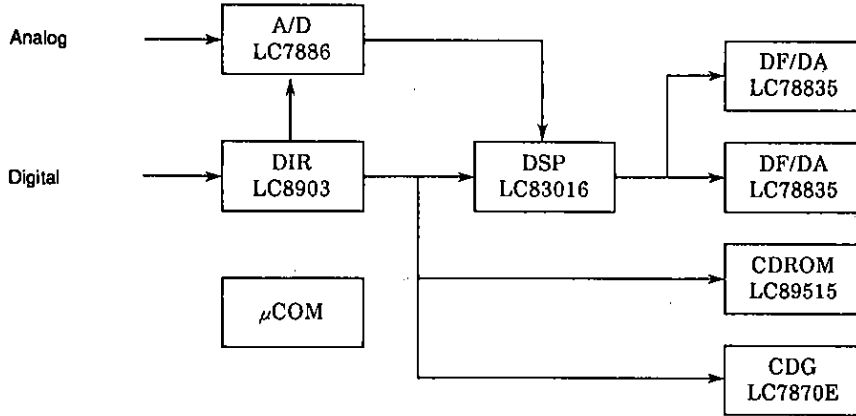 Analog
A/D
LC7886
DF/DA
LC78835
Digital
DIR
LC8903
DSP
LC83016
DF/DA
LC78835
μCOM
CDROM
LC89515
CDG
LC7870E